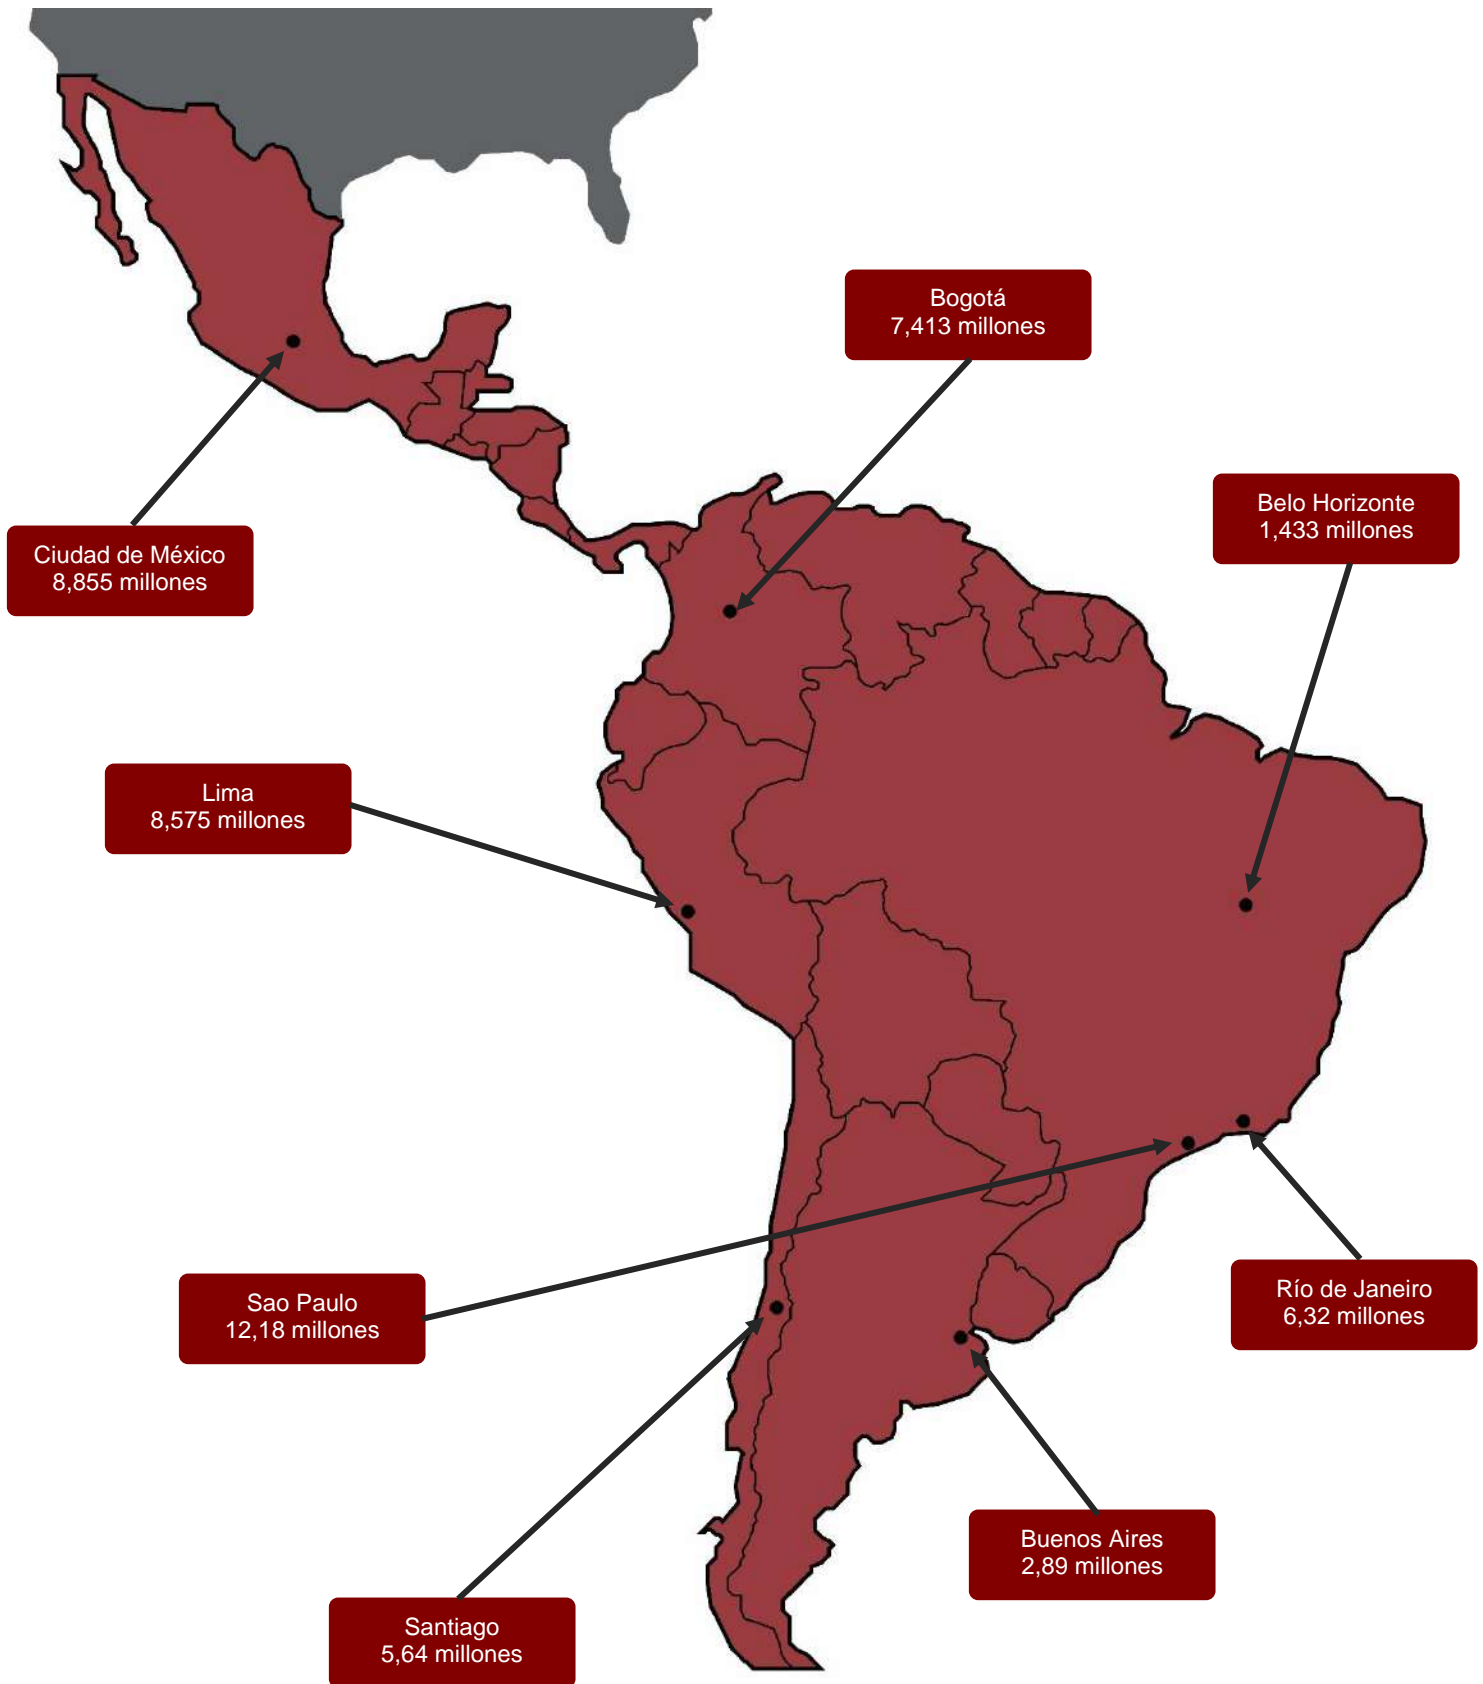 Bogotá
7,413 millones
Belo Horizonte
1,433 millones
Ciudad de México
8,855 millones
Lima
8,575 millones
Río de Janeiro
6,32 millones
Sao Paulo
12,18 millones
Buenos Aires
2,89 millones
Santiago
5,64 millones